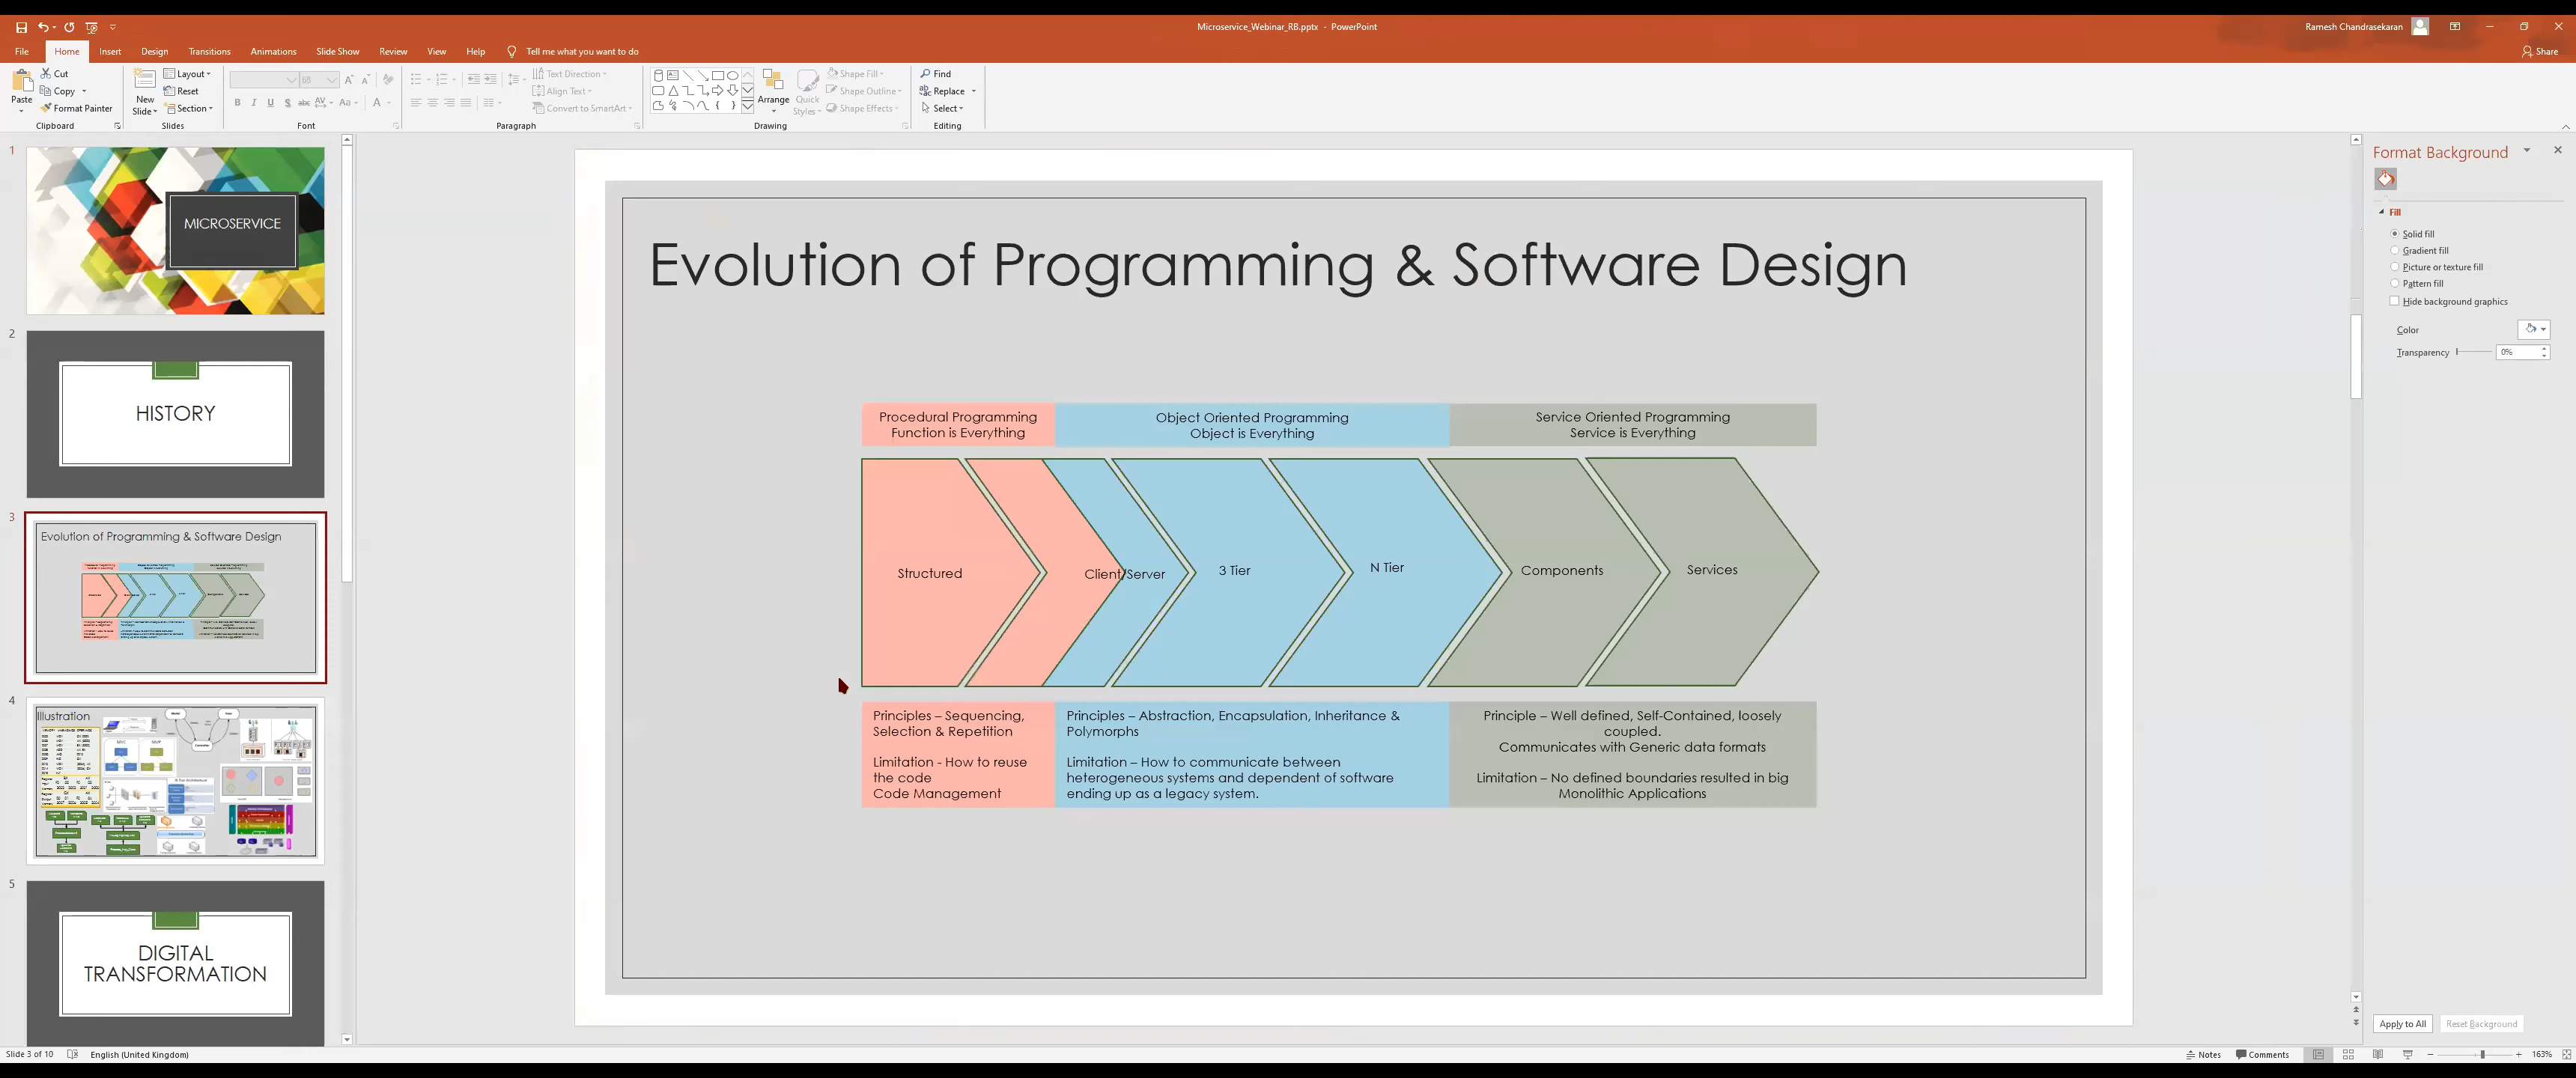 Microservice_Webinar_RB.pptx - PowerPoint
Ramesh Chandrasekaran
File Home Insert Design Transitions Animations Slide Show Review View Help Tell me what you want to do
Share
Paste
Cut
Copy
Format Painter
Clipboard
New Slide
Layout
Reset
Section
Slides
68
Font
Text Direction
Align Text
Convert to SmartArt
Paragraph
Arrange
Quick Styles
Shape Fill
Shape Outline
Shape Effects
Drawing
Find
Replace
Select
Editing
1
MICROSERVICE
2
HISTORY
3
Evolution of Programming & Software Design
4
Illustration
5
DIGITAL
TRANSFORMATION
Evolution of Programming & Software Design
Procedural Programming
Function is Everything
Object Oriented Programming
Object is Everything
Service Oriented Programming
Service is Everything
Structured
Client/Server
3 Tier
N Tier
Components
Services
Principles – Sequencing,
Selection & Repetition
Limitation - How to reuse
the code
Code Management
Principles – Abstraction, Encapsulation, Inheritance &
Polymorphs
Limitation – How to communicate between
heterogeneous systems and dependent of software
ending up as a legacy system.
Principle – Well defined, Self-Contained, loosely
coupled.
Communicates with Generic data formats
Limitation – No defined boundaries resulted in big
Monolithic Applications
Format Background
Fill
Solid fill
Gradient fill
Picture or texture fill
Pattern fill
Hide background graphics
Color
Transparency 0%
Apply to All
Reset Background
Slide 3 of 10
English (United Kingdom)
Notes
Comments
163%